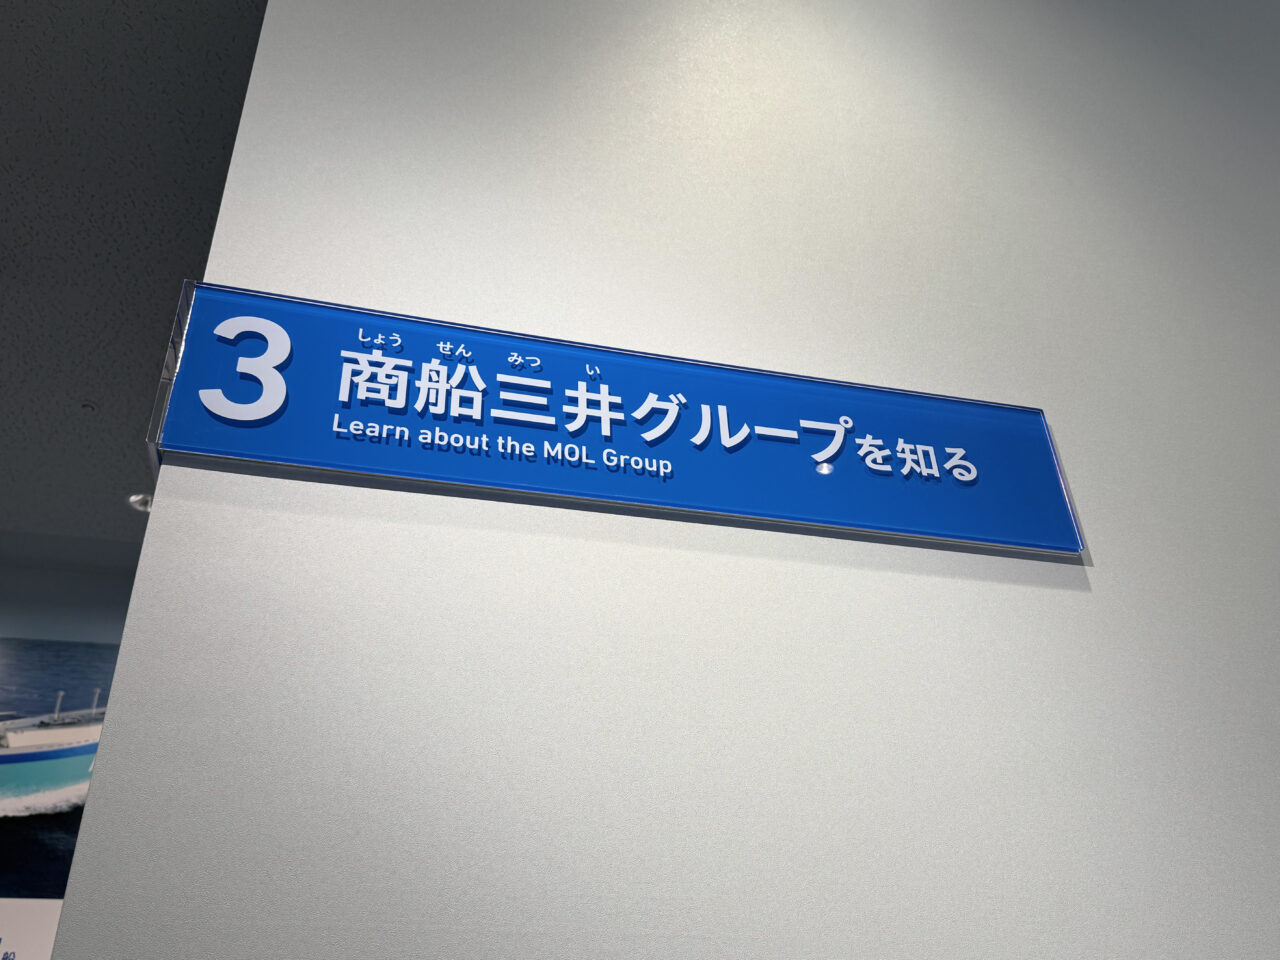 3
しょう せん みつ い
商船三井グループを知る
Learn about the MOL Group
船